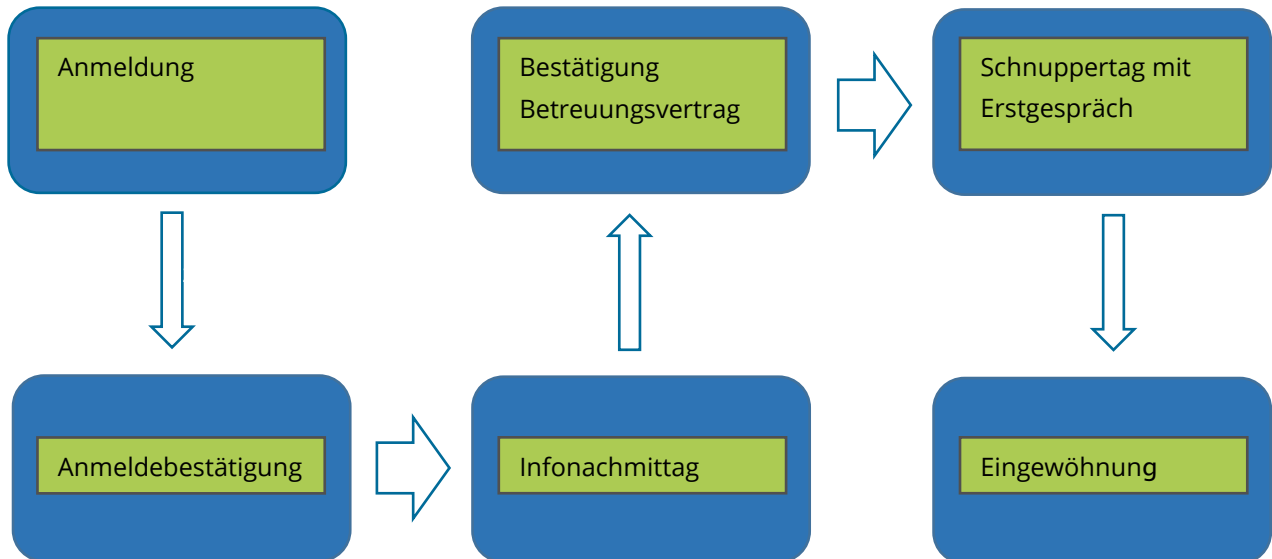 Anmeldung
Bestätigung
Betreuungsvertrag
Schnuppertag mit
Erstgespräch
Anmeldebestätigung
Infonachmittag
Eingewöhnung